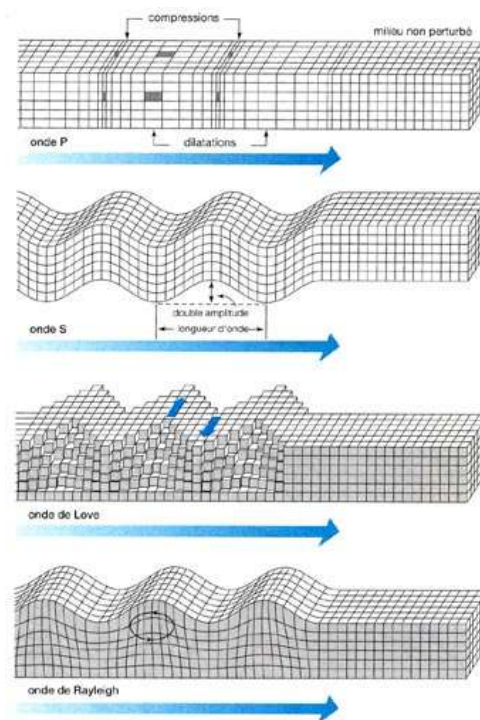 compressions
milieu non perturbé
onde P
dilatations
double amplitude
longueur d'onde
onde S
onde de Love
onde de Rayleigh